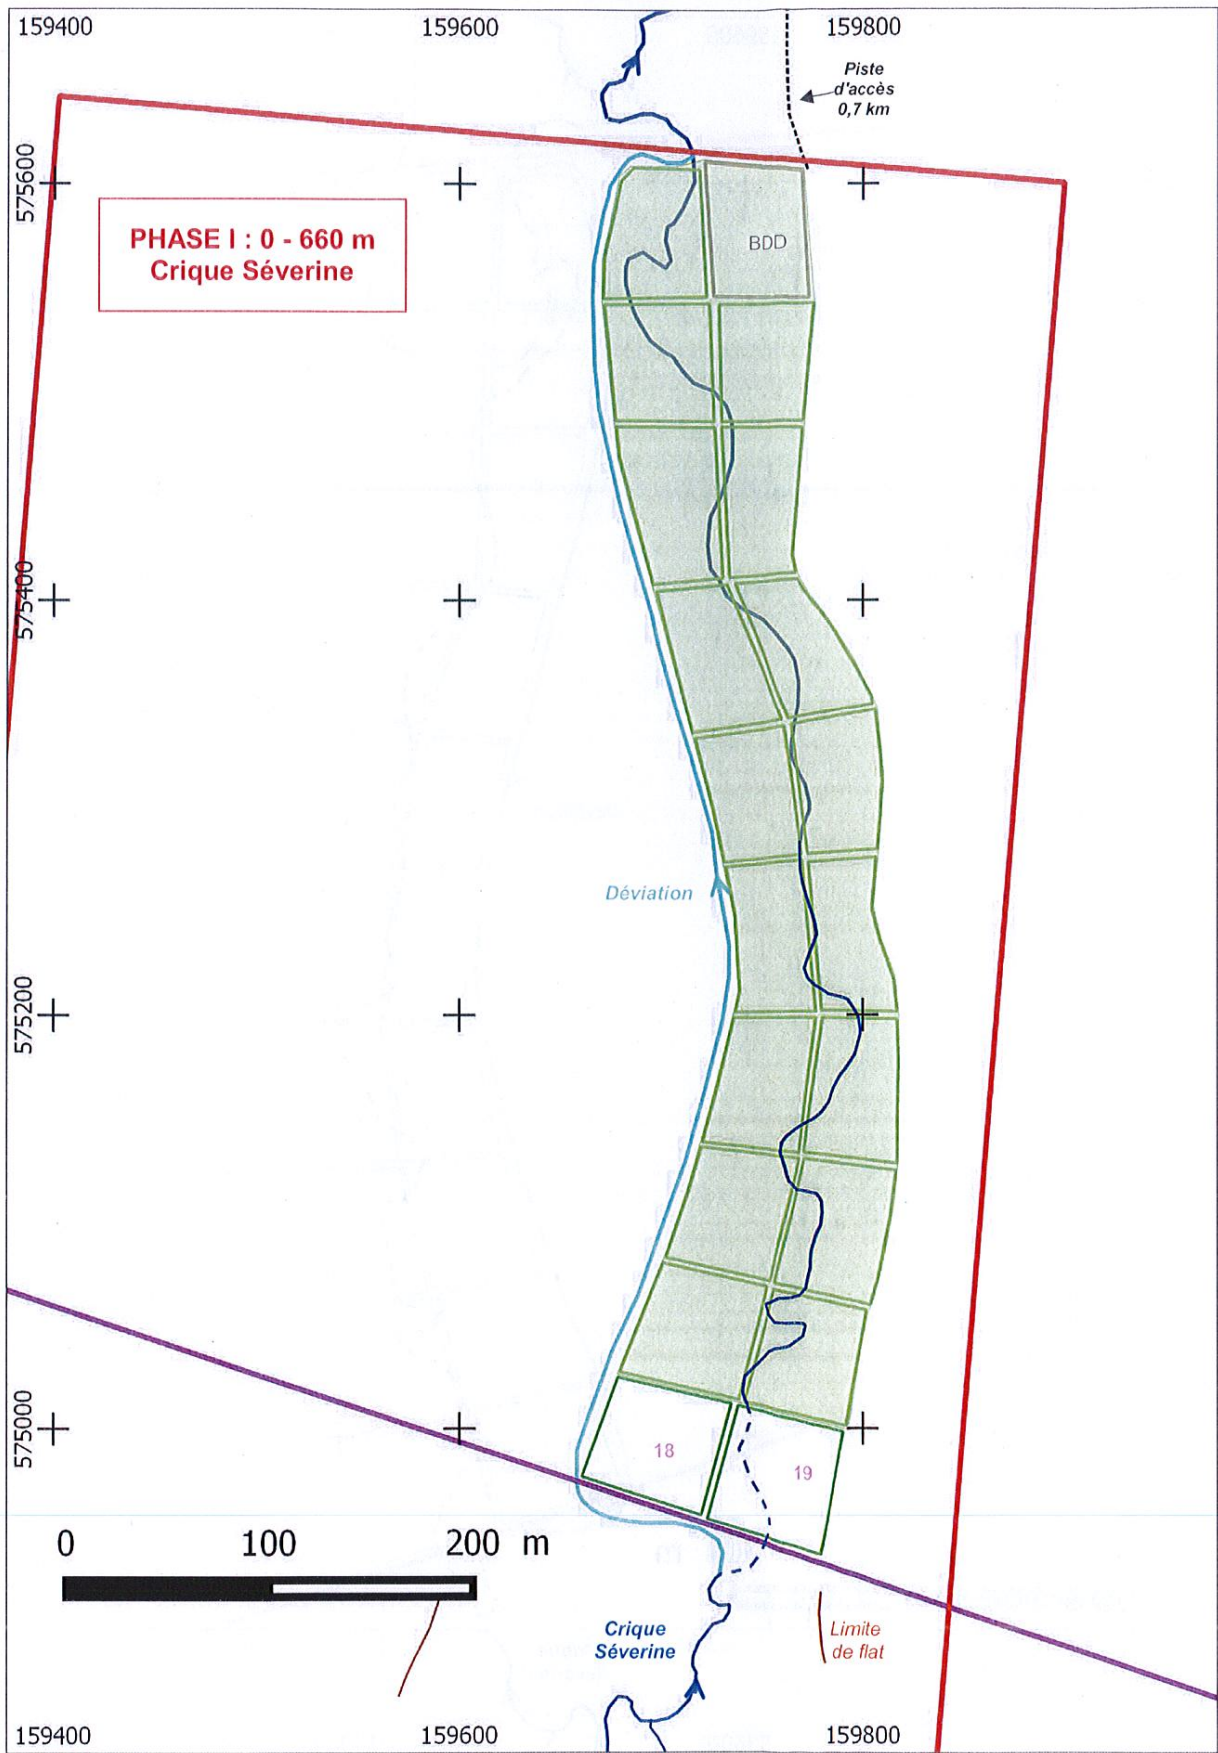 159400
159600
159800
Piste
d'accès
0,7 km
575600
PHASE I : 0 - 660 m
Crique Séverine
BDD
575400
Déviation
575200
575000
18
19
0 100 200 m
Crique
Séverine
Limite
de flat
159400
159600
159800